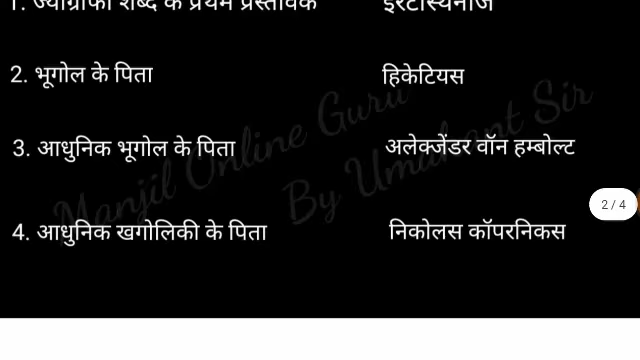 1. ज्योग्राफी शब्द के प्रथम प्रस्तावक इरेटोस्थनीज
2. भूगोल के पिता हिकेटियस
3. आधुनिक भूगोल के पिता अलेक्जेंडर वॉन हम्बोल्ट
4. आधुनिक खगोलिकी के पिता निकोलस कॉपरनिकस
Manjil Online Guru
By Umakant Sir
2 / 4